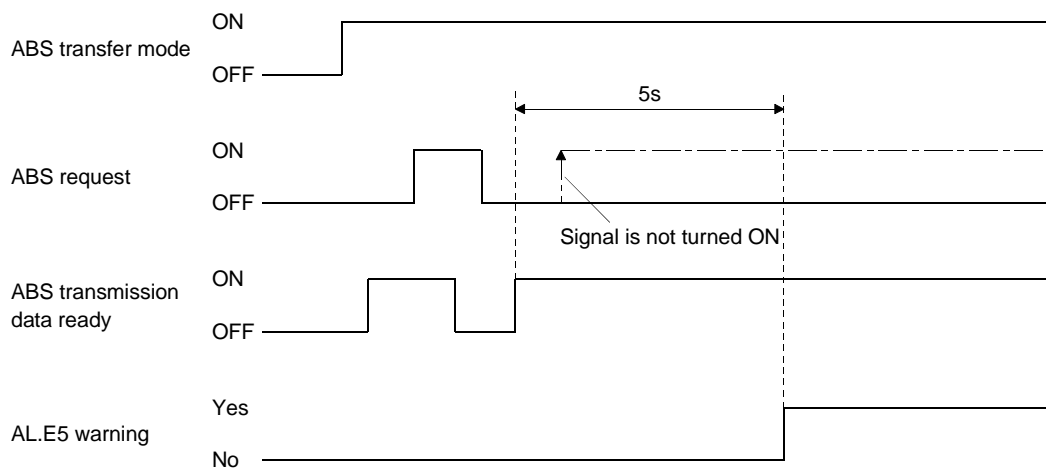 ON
ABS transfer mode
OFF
5s
ON
ABS request
OFF
Signal is not turned ON
ON
ABS transmission
data ready
OFF
Yes
AL.E5 warning
No